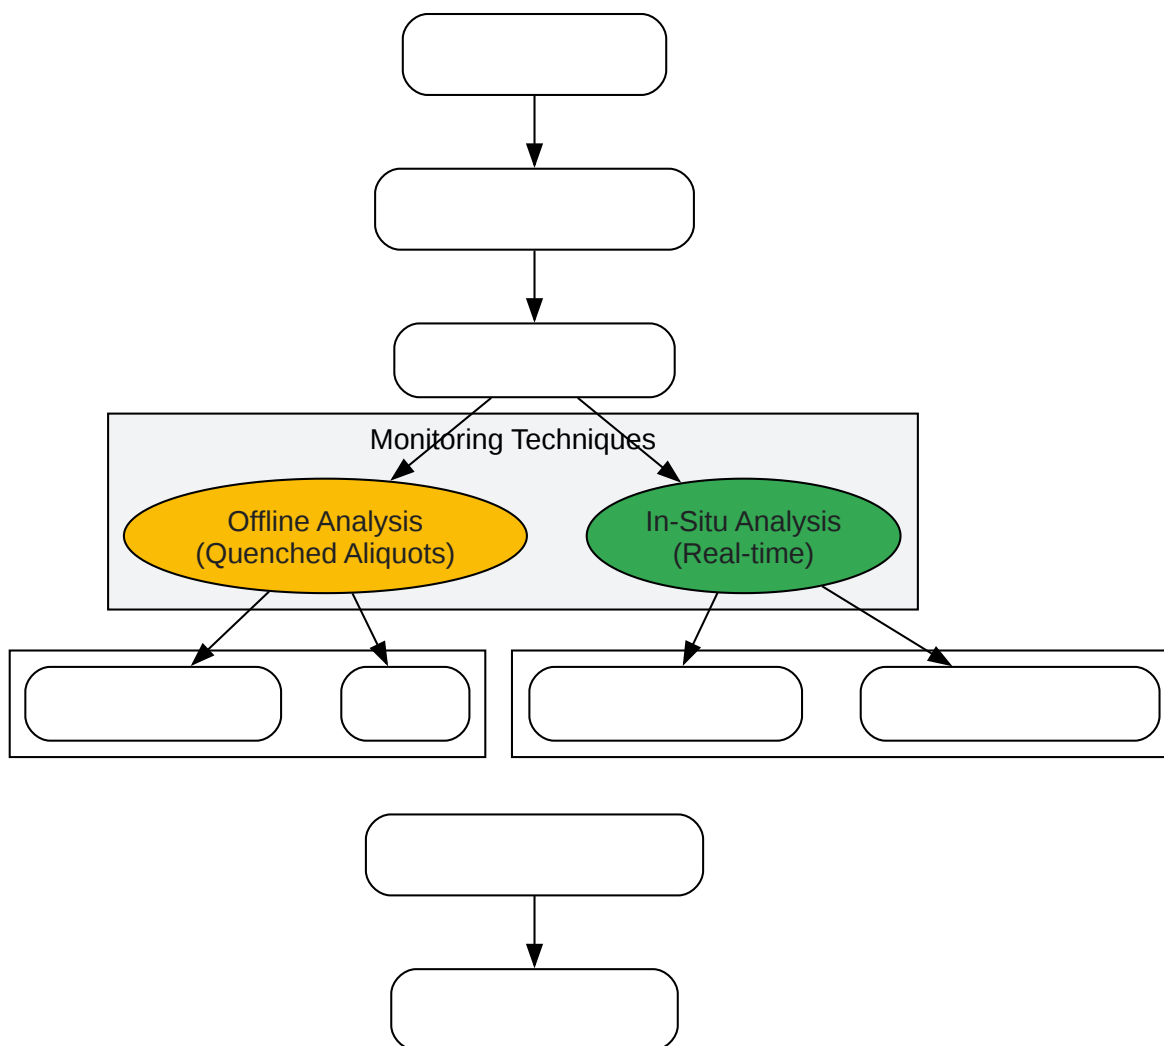 Monitoring Techniques
Offline Analysis
(Quenched Aliquots)
In-Situ Analysis
(Real-time)